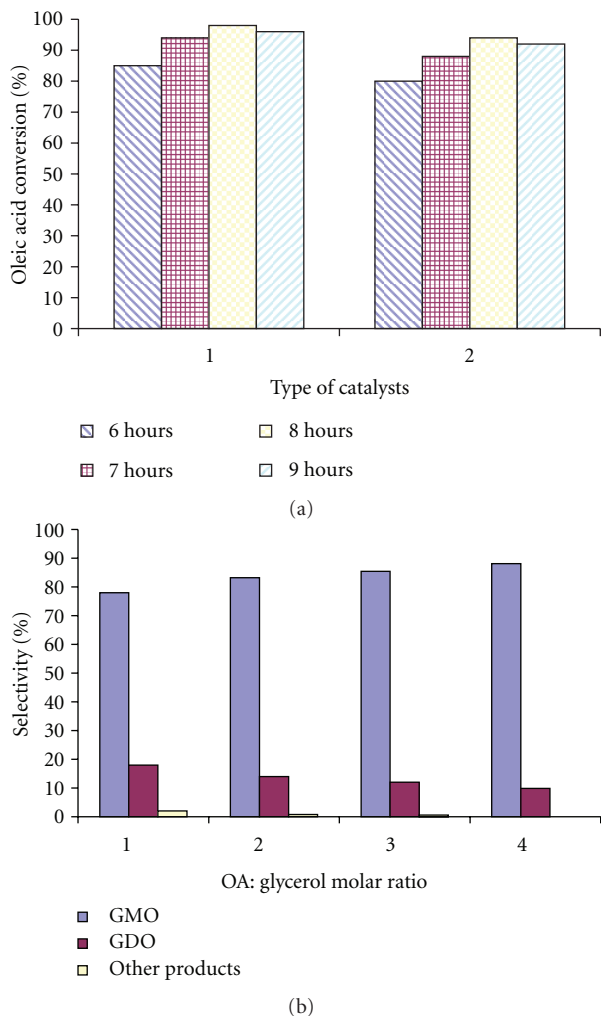 100
90
80
70
60
50
40
30
20
10
0
Oleic acid conversion (%)
1 2
Type of catalysts
6 hours 8 hours
7 hours 9 hours
(a)
100
90
80
70
60
50
40
30
20
10
0
Selectivity (%)
1 2 3 4
OA: glycerol molar ratio
GMO
GDO
Other products
(b)